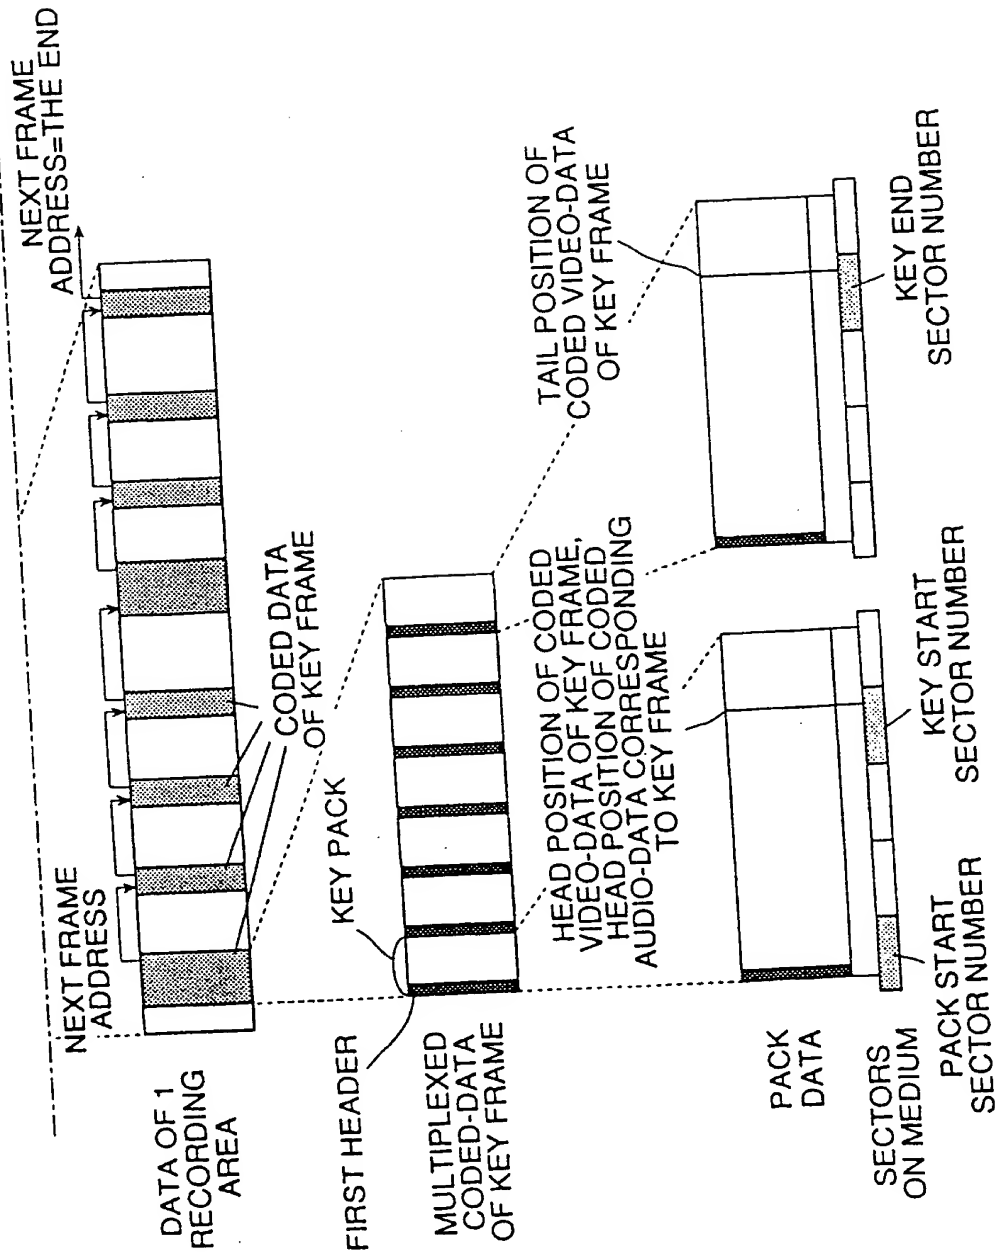 NEXT FRAME
ADDRESS=THE END
NEXT FRAME
ADDRESS
DATA OF 1
RECORDING
AREA
CODED DATA
OF KEY FRAME
KEY PACK
FIRST HEADER
MULTIPLEXED
CODED-DATA
OF KEY FRAME
HEAD POSITION OF CODED
VIDEO-DATA OF KEY FRAME,
HEAD POSITION OF CODED
AUDIO-DATA CORRESPONDING
TO KEY FRAME
TAIL POSITION OF
CODED VIDEO-DATA
OF KEY FRAME
PACK
DATA
SECTORS
ON MEDIUM
PACK START
SECTOR NUMBER
KEY START
SECTOR NUMBER
KEY END
SECTOR NUMBER